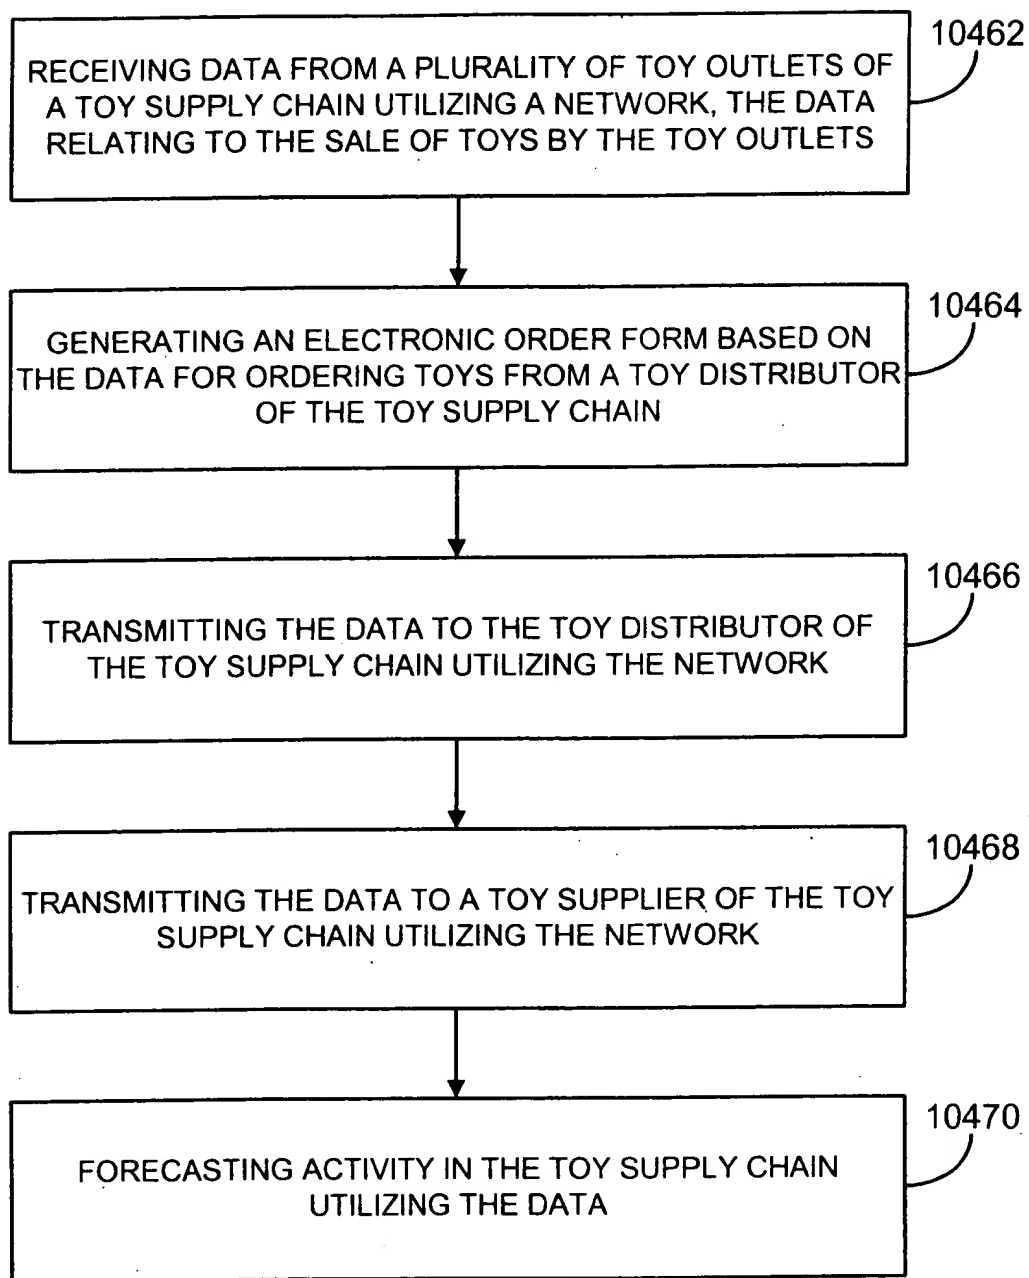 10462
RECEIVING DATA FROM A PLURALITY OF TOY OUTLETS OF
A TOY SUPPLY CHAIN UTILIZING A NETWORK, THE DATA
RELATING TO THE SALE OF TOYS BY THE TOY OUTLETS
10464
GENERATING AN ELECTRONIC ORDER FORM BASED ON
THE DATA FOR ORDERING TOYS FROM A TOY DISTRIBUTOR
OF THE TOY SUPPLY CHAIN
10466
TRANSMITTING THE DATA TO THE TOY DISTRIBUTOR OF
THE TOY SUPPLY CHAIN UTILIZING THE NETWORK
10468
TRANSMITTING THE DATA TO A TOY SUPPLIER OF THE TOY
SUPPLY CHAIN UTILIZING THE NETWORK
10470
FORECASTING ACTIVITY IN THE TOY SUPPLY CHAIN
UTILIZING THE DATA